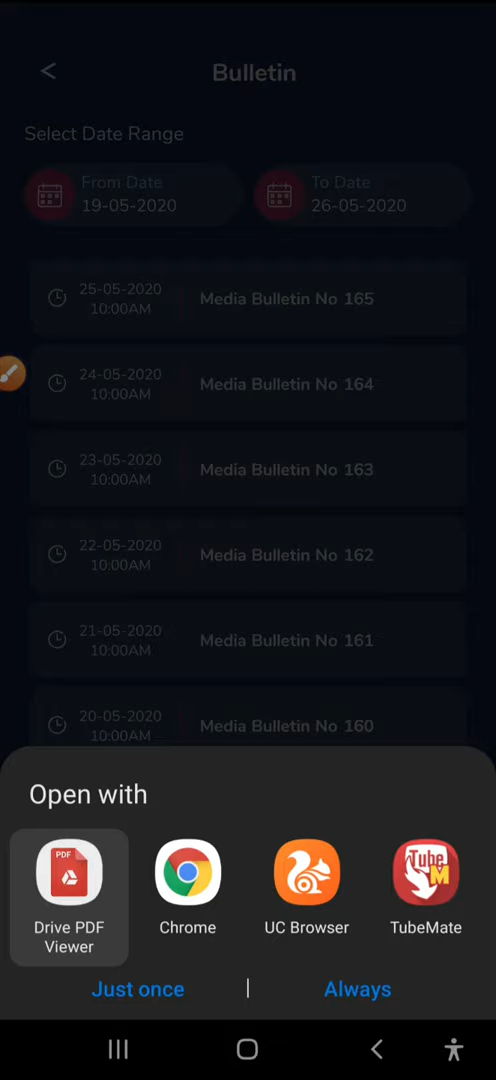 Bulletin
Select Date Range
From Date
19-05-2020
To Date
26-05-2020
25-05-2020
10:00AM
Media Bulletin No 165
24-05-2020
10:00AM
Media Bulletin No 164
23-05-2020
10:00AM
Media Bulletin No 163
22-05-2020
10:00AM
Media Bulletin No 162
21-05-2020
10:00AM
Media Bulletin No 161
20-05-2020
10:00AM
Media Bulletin No 160
Open with
PDF
Drive PDF
Viewer
Chrome
UC Browser
Tube
M
TubeMate
Just once
Always